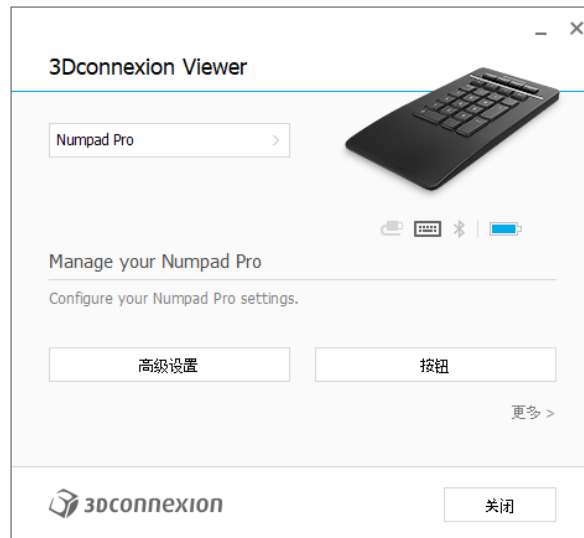 3Dconnexion Viewer
Numpad Pro
Manage your Numpad Pro
Configure your Numpad Pro settings.
高级设置
按钮
更多 >
3Dconnexion
关闭